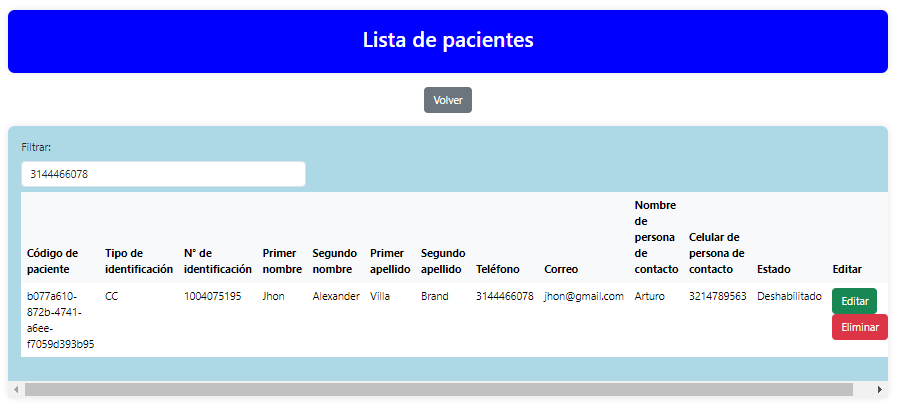 Lista de pacientes
Volver
Filtrar:
3144466078
Código de paciente Tipo de identificación N° de identificación Primer nombre Segundo nombre Primer apellido Segundo apellido Teléfono Correo Nombre de persona de contacto Celular de persona de contacto Estado Editar
b077a610-872b-4741-a6ee-f7059d393b95 CC 1004075195 Jhon Alexander Villa Brand 3144466078 jhon@gmail.com Arturo 3214789563 Deshabilitado Editar
Eliminar